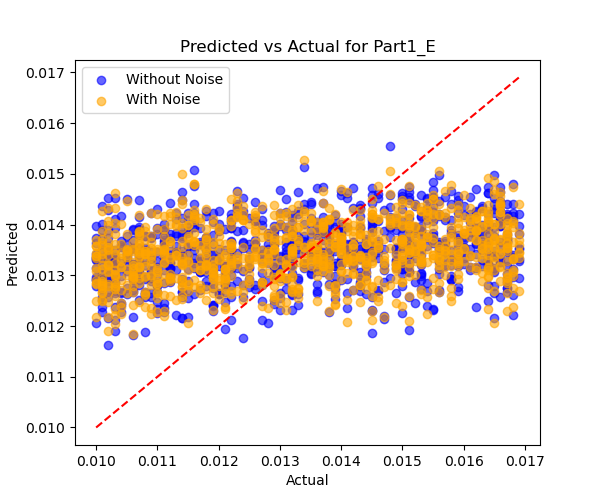 Predicted vs Actual for Part1_E
Without Noise
With Noise
Predicted
0.017
0.016
0.015
0.014
0.013
0.012
0.011
0.010
0.010 0.011 0.012 0.013 0.014 0.015 0.016 0.017
Actual